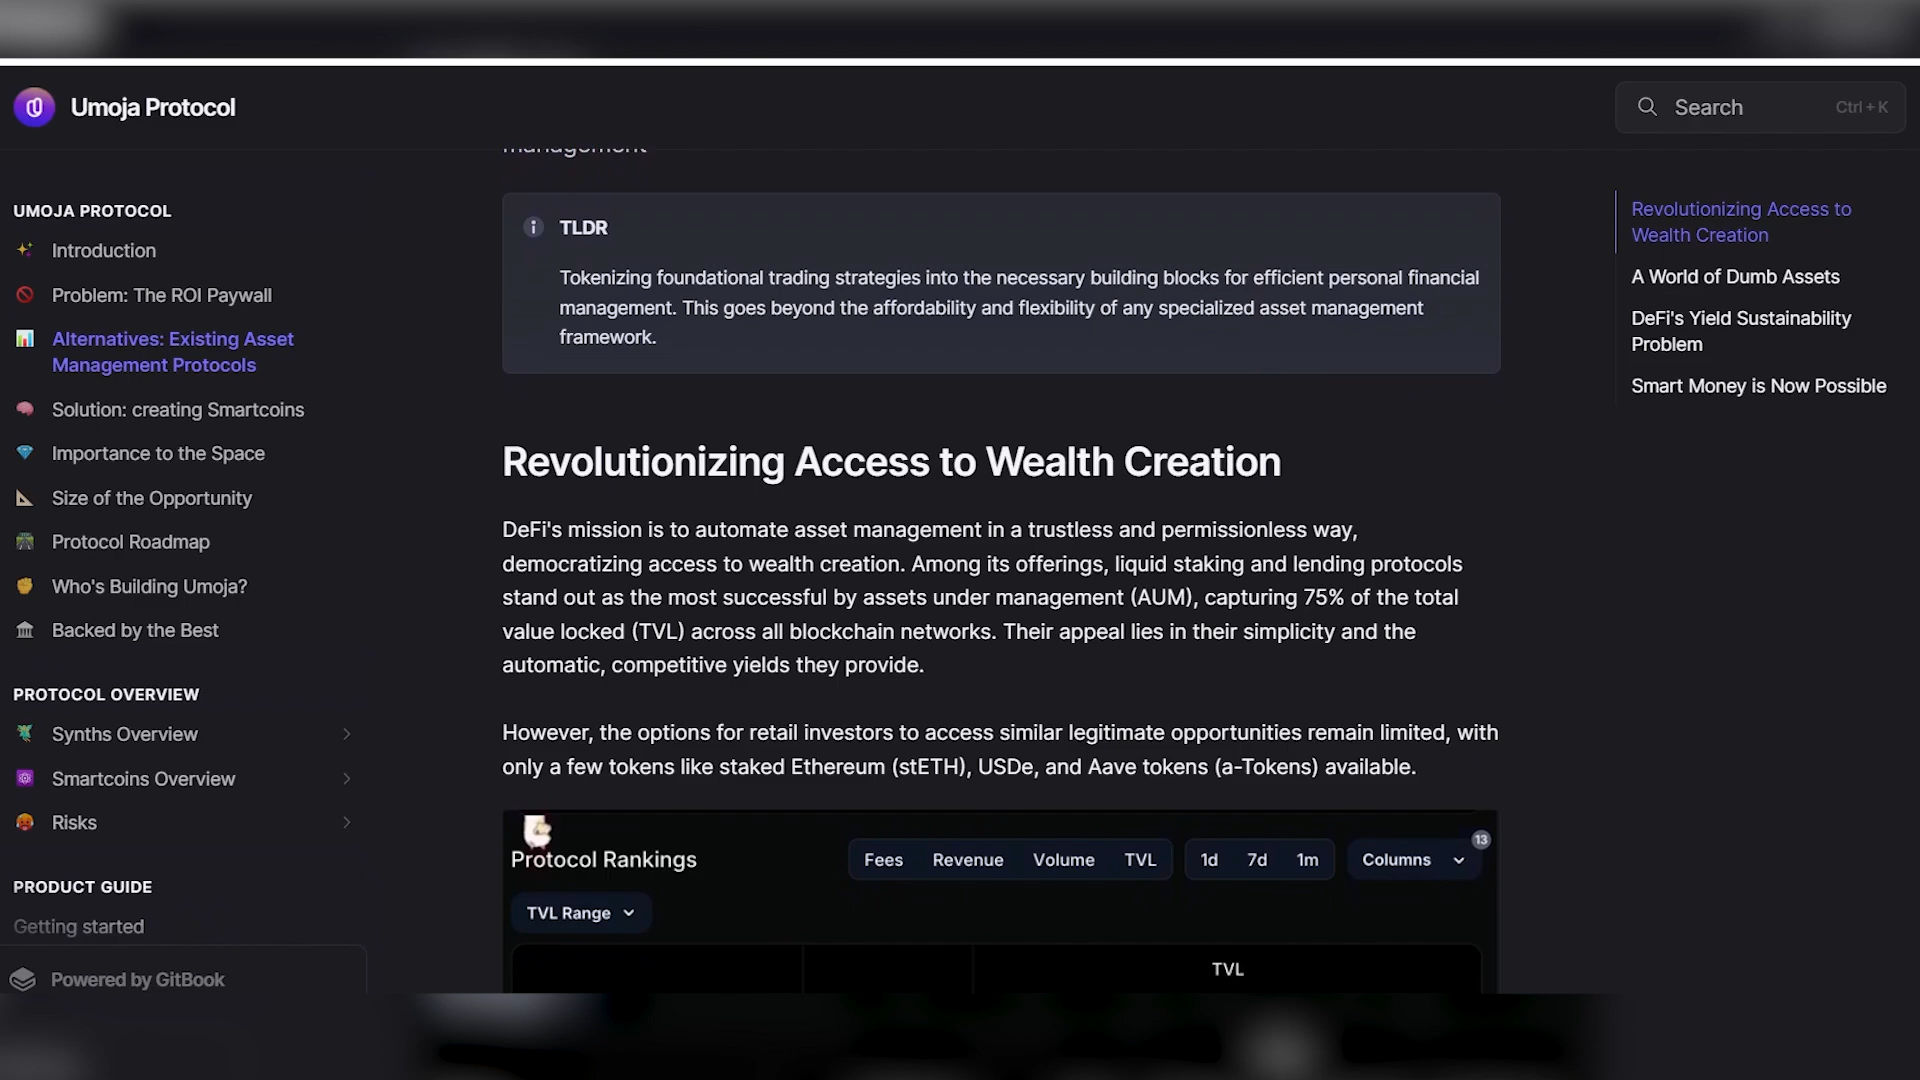 Umoja Protocol
Search
Ctrl + K
management
UMOJA PROTOCOL
Introduction
Problem: The ROI Paywall
Alternatives: Existing Asset
Management Protocols
Solution: creating Smartcoins
Importance to the Space
Size of the Opportunity
Protocol Roadmap
Who's Building Umoja?
Backed by the Best
PROTOCOL OVERVIEW
Synths Overview
Smartcoins Overview
Risks
PRODUCT GUIDE
Getting started
Powered by GitBook
TLDR
Tokenizing foundational trading strategies into the necessary building blocks for efficient personal financial
management. This goes beyond the affordability and flexibility of any specialized asset management
framework.
Revolutionizing Access to Wealth Creation
DeFi's mission is to automate asset management in a trustless and permissionless way,
democratizing access to wealth creation. Among its offerings, liquid staking and lending protocols
stand out as the most successful by assets under management (AUM), capturing 75% of the total
value locked (TVL) across all blockchain networks. Their appeal lies in their simplicity and the
automatic, competitive yields they provide.
However, the options for retail investors to access similar legitimate opportunities remain limited, with
only a few tokens like staked Ethereum (stETH), USDe, and Aave tokens (a-Tokens) available.
Protocol Rankings
Fees Revenue Volume TVL
1d 7d 1m
Columns
13
TVL Range
TVL
Revolutionizing Access to
Wealth Creation
A World of Dumb Assets
DeFi's Yield Sustainability
Problem
Smart Money is Now Possible